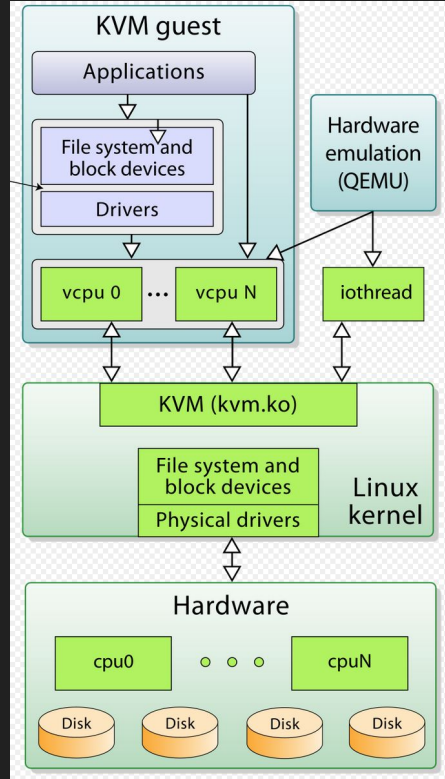 KVM guest
Applications
File system and
block devices
Drivers
vcpu 0 ... vcpu N
Hardware
emulation
(QEMU)
iothread
KVM (kvm.ko)
File system and
block devices
Physical drivers
Linux
kernel
Hardware
cpu0
cpuN
Disk
Disk
Disk
Disk